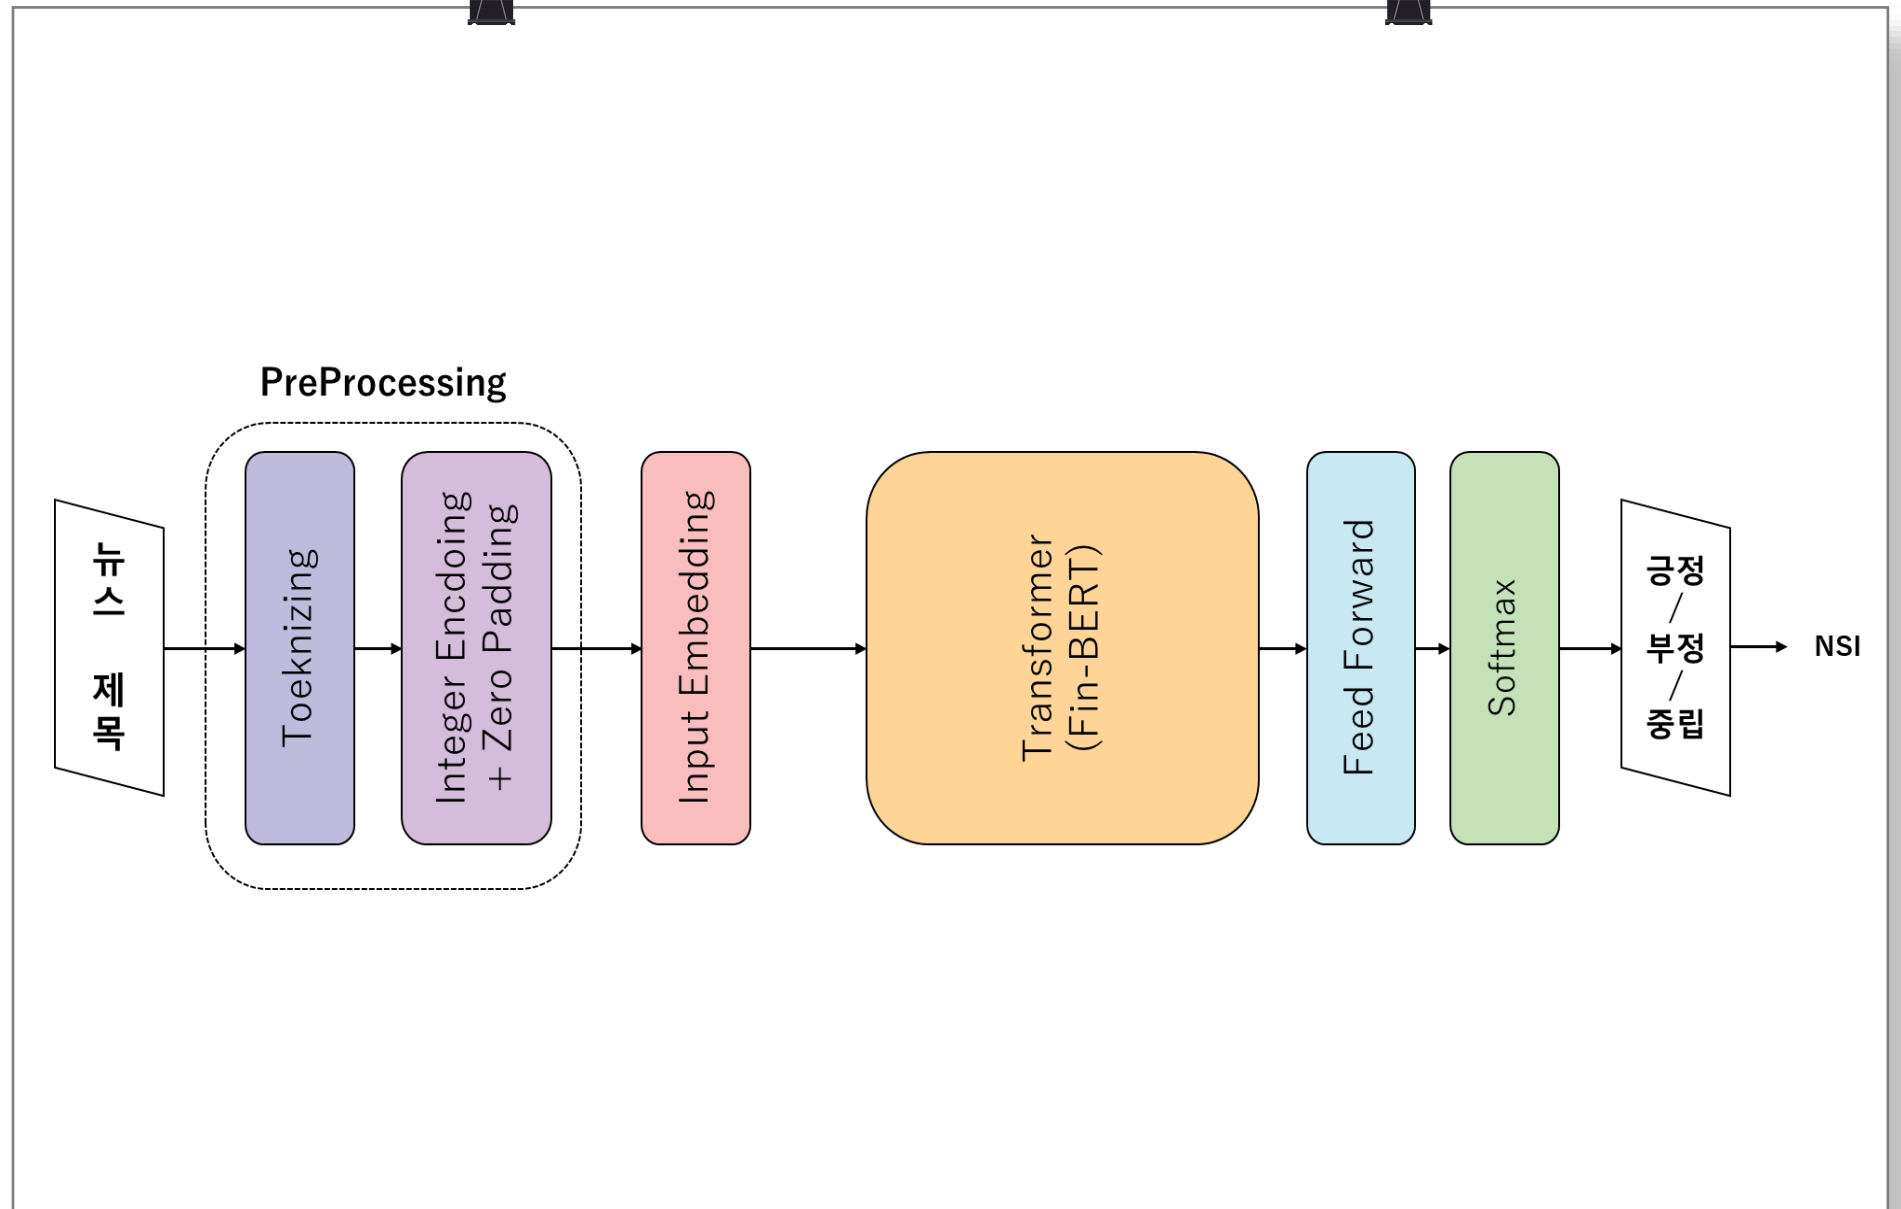 PreProcessing
뉴
스
제
목
Toeknizing
Integer Encdoing
+ Zero Padding
Input Embedding
Transformer
(Fin-BERT)
Feed Forward
Softmax
긍정
/
부정
/
중립
NSI